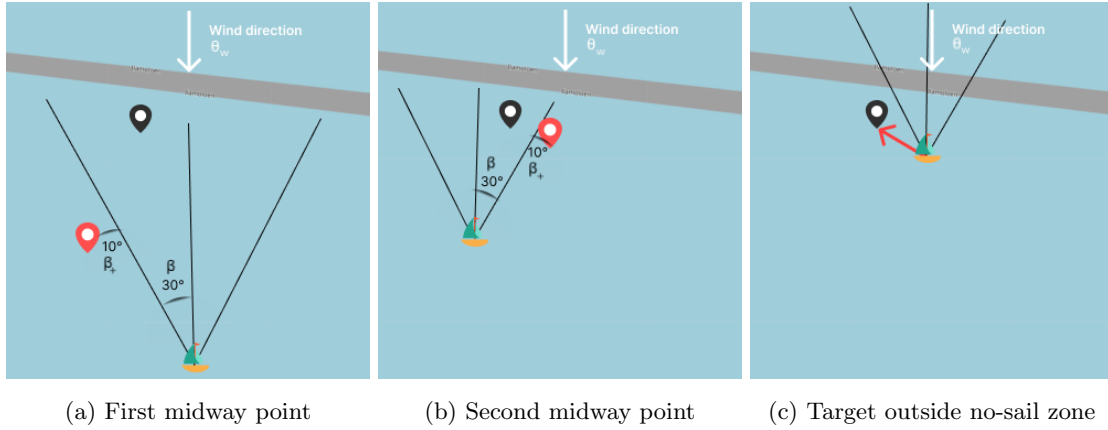 Wind direction
θw
10°
β+
β
30°
Wind direction
θw
β
30°
10°
β+
Wind direction
θw
(a) First midway point
(b) Second midway point
(c) Target outside no-sail zone